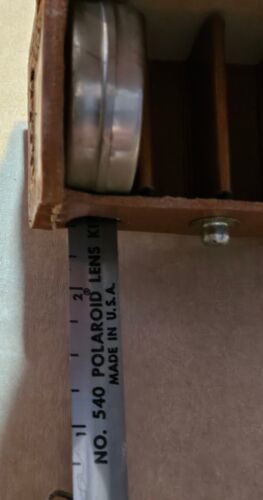 NO. 540 POLAROID LENS K
MADE IN U.S.A.
1
2